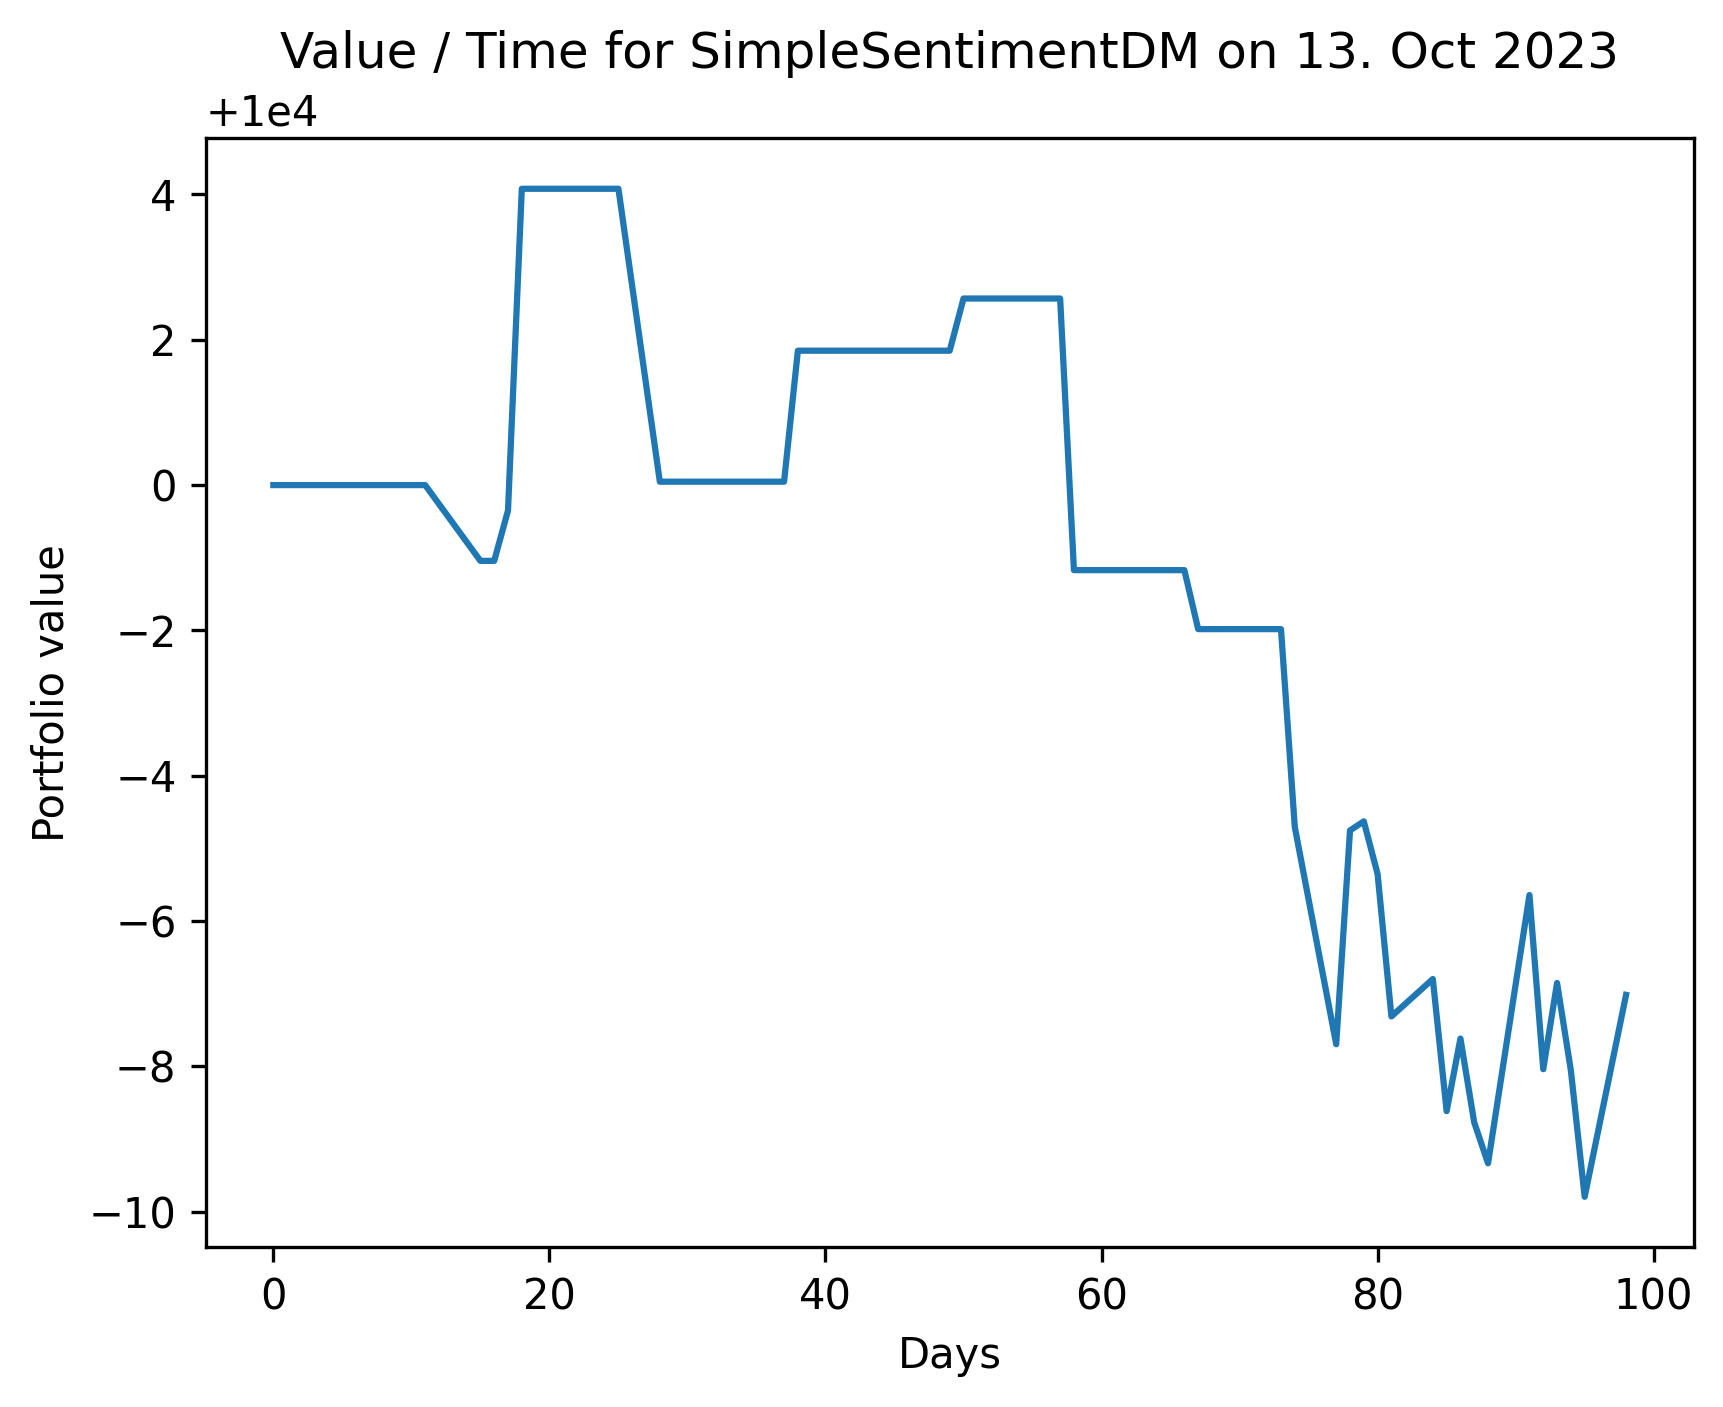 Value / Time for SimpleSentimentDM on 13. Oct 2023
+1e4
4
2
0
−2
−4
−6
−8
−10
Portfolio value
0 20 40 60 80 100
Days